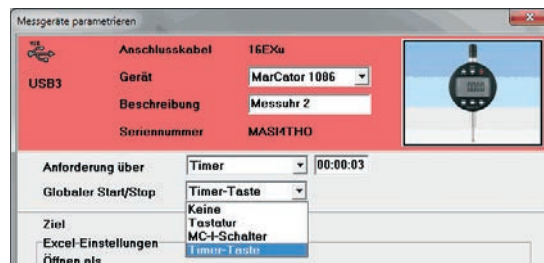 Messgeräte parametrieren
Anschlusskabel 16EXu
USB3
Gerät MarCator 1086
Beschreibung Messuhr 2
Seriennummer MASI4THO
Anforderung über Timer 00:00:03
Globaler Start/Stop Timer-Taste
Keine
Tastatur
MC-I-Schalter
Timer-Taste
Ziel
Excel-Einstellungen
Öffnen als